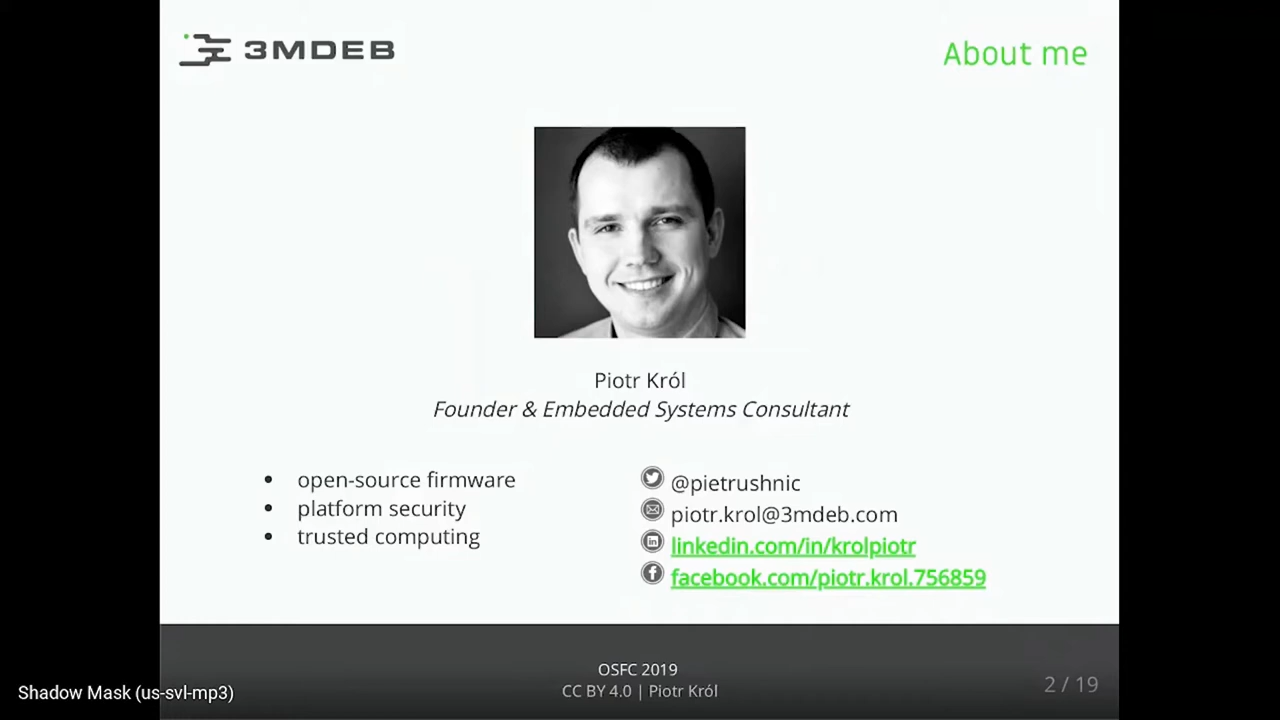 3MDEB
About me
Piotr Król
Founder & Embedded Systems Consultant
• open-source firmware
• platform security
• trusted computing
@pietrushnic
piotr.krol@3mdeb.com
linkedin.com/in/krolpiotr
facebook.com/piotr.krol.756859
OSFC 2019
CC BY 4.0 | Piotr Król
2 / 19
Shadow Mask (us-svl-mp3)